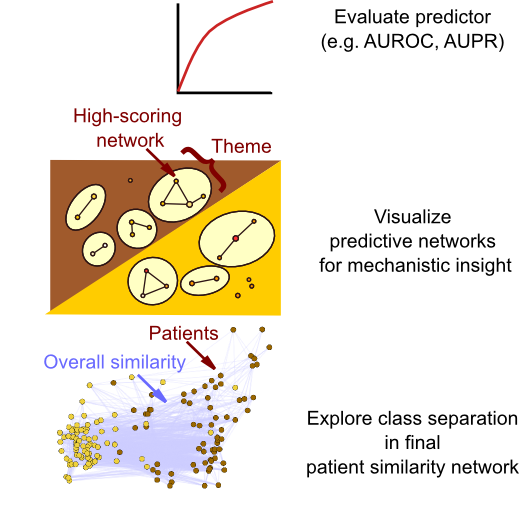 Evaluate predictor
(e.g. AUROC, AUPR)
High-scoring
network
Theme
Visualize
predictive networks
for mechanistic insight
Patients
Overall similarity
Explore class separation
in final
patient similarity network